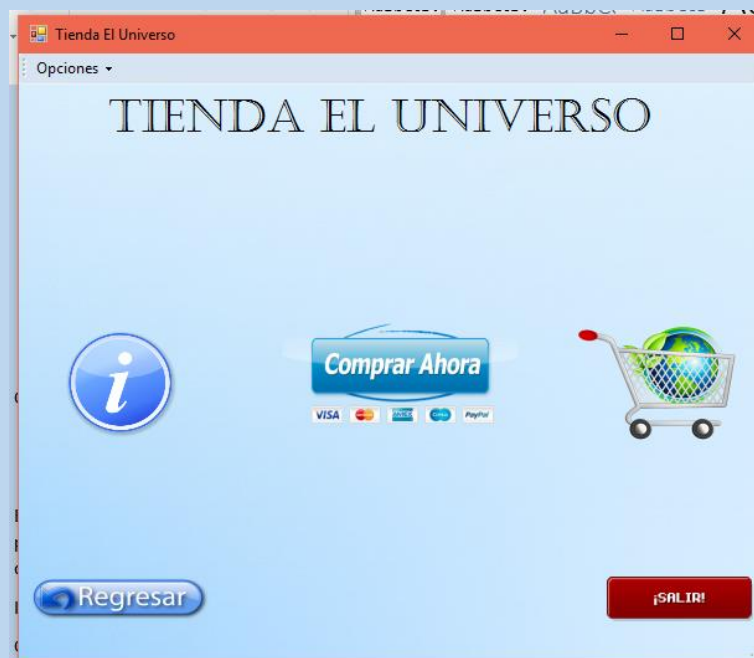 Tienda El Universo
Opciones
TIENDA EL UNIVERSO
i
Comprar Ahora
VISA PayPal
Regresar
¡SALIR!